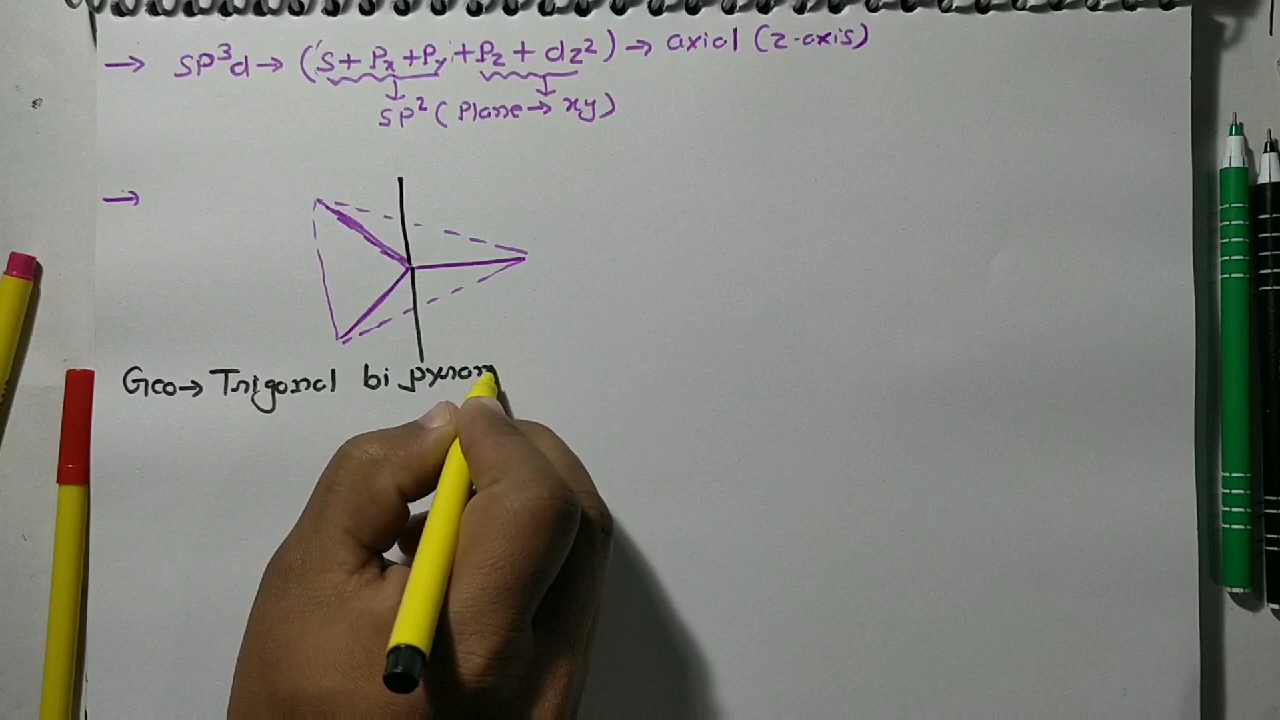 → SP³d → (S + Px + Py + Pz + dz²) → axial (z-axis)
SP² (Plane → xy)
→
Geo → Trigonal bi pyram